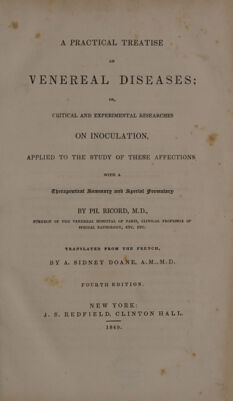 A PRACTICAL TREATISE
ON
VENEREAL DISEASES;
OR,
CRITICAL AND EXPERIMENTAL RESEARCHES
ON INOCULATION,
APPLIED TO THE STUDY OF THESE AFFECTIONS
WITH A
Therapeutical Summary and Special Formulary
BY PH. RICORD, M.D.,
SURGEON OF THE VENEREAL HOSPITAL OF PARIS, CLINICAL PROFESSOR OF
SPECIAL PATHOLOGY, ETC. ETC.
TRANSLATED FROM THE FRENCH,
BY A. SIDNEY DOANE, A.M., M.D.
FOURTH EDITION.
NEW YORK:
J. S. REDFIELD, CLINTON HALL.
1849.